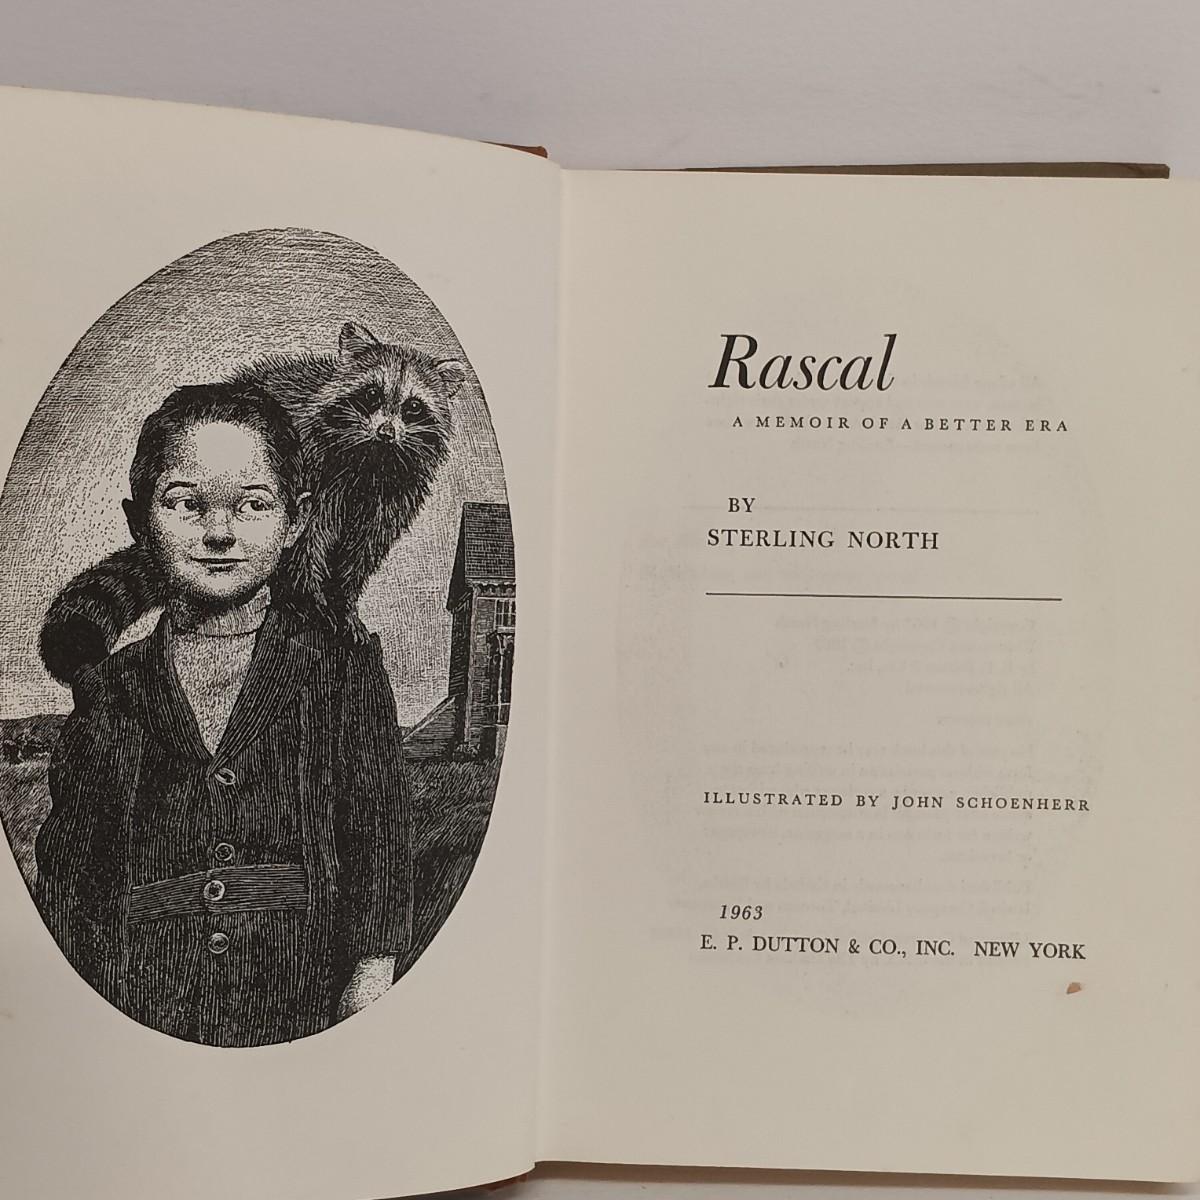 Rascal
A MEMOIR OF A BETTER ERA
BY
STERLING NORTH
ILLUSTRATED BY JOHN SCHOENHERR
1963
E. P. DUTTON & CO., INC. NEW YORK